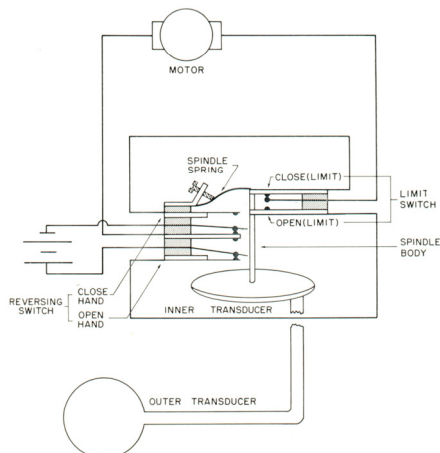 MOTOR
SPINDLE
SPRING
CLOSE(LIMIT)
LIMIT
SWITCH
OPEN(LIMIT)
SPINDLE
BODY
REVERSING
SWITCH
CLOSE
HAND
OPEN
HAND
INNER TRANSDUCER
OUTER TRANSDUCER